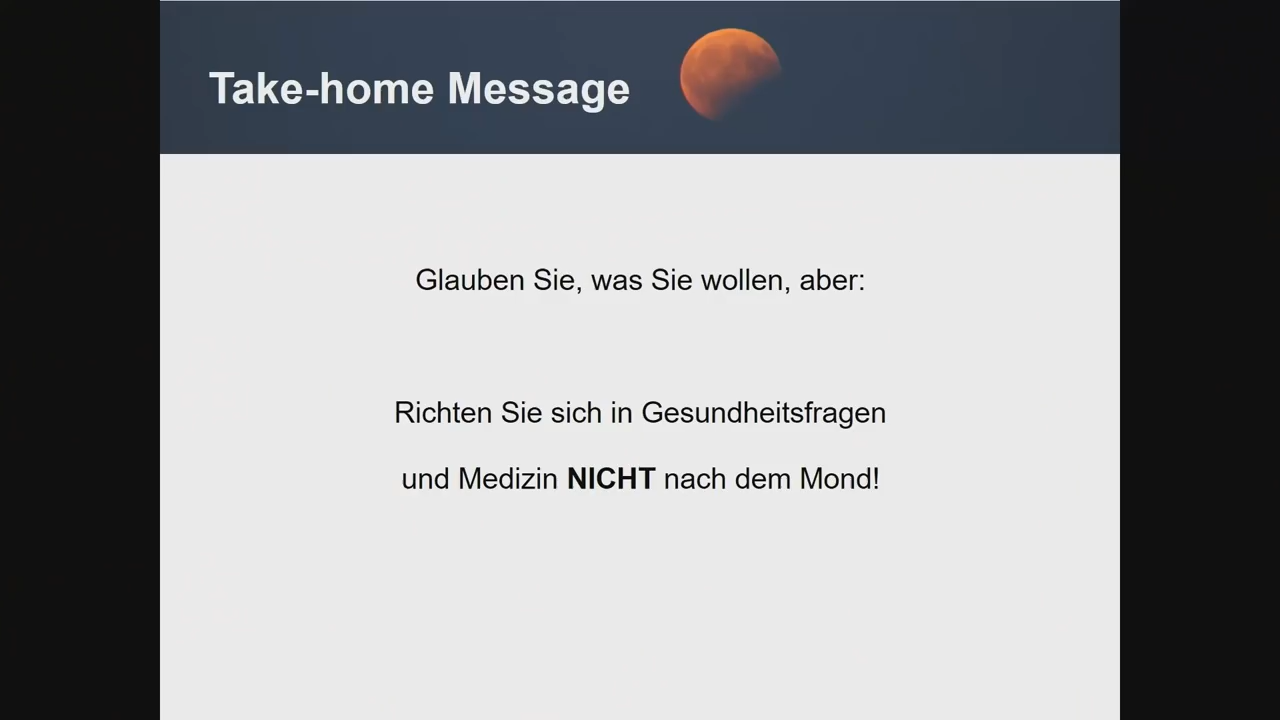 Take-home Message
Glauben Sie, was Sie wollen, aber:
Richten Sie sich in Gesundheitsfragen
und Medizin NICHT nach dem Mond!